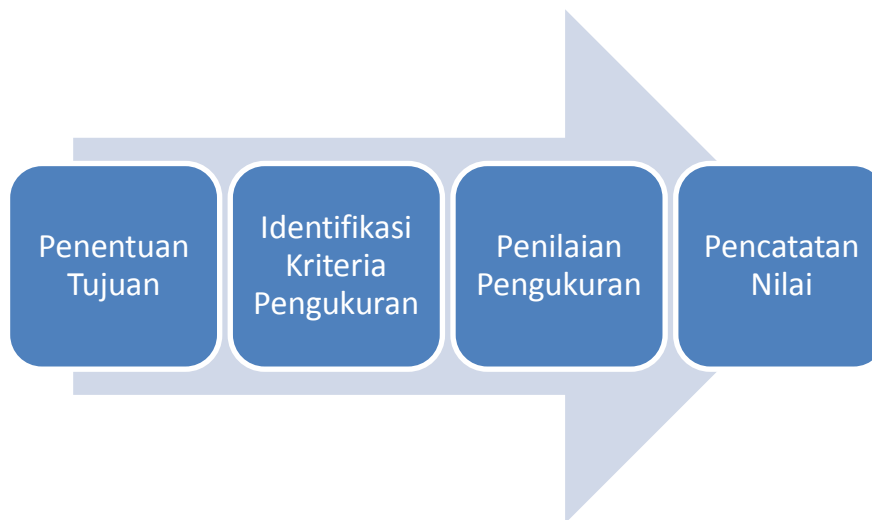 Penentuan
Tujuan
Identifikasi
Kriteria
Pengukuran
Penilaian
Pengukuran
Pencatatan
Nilai